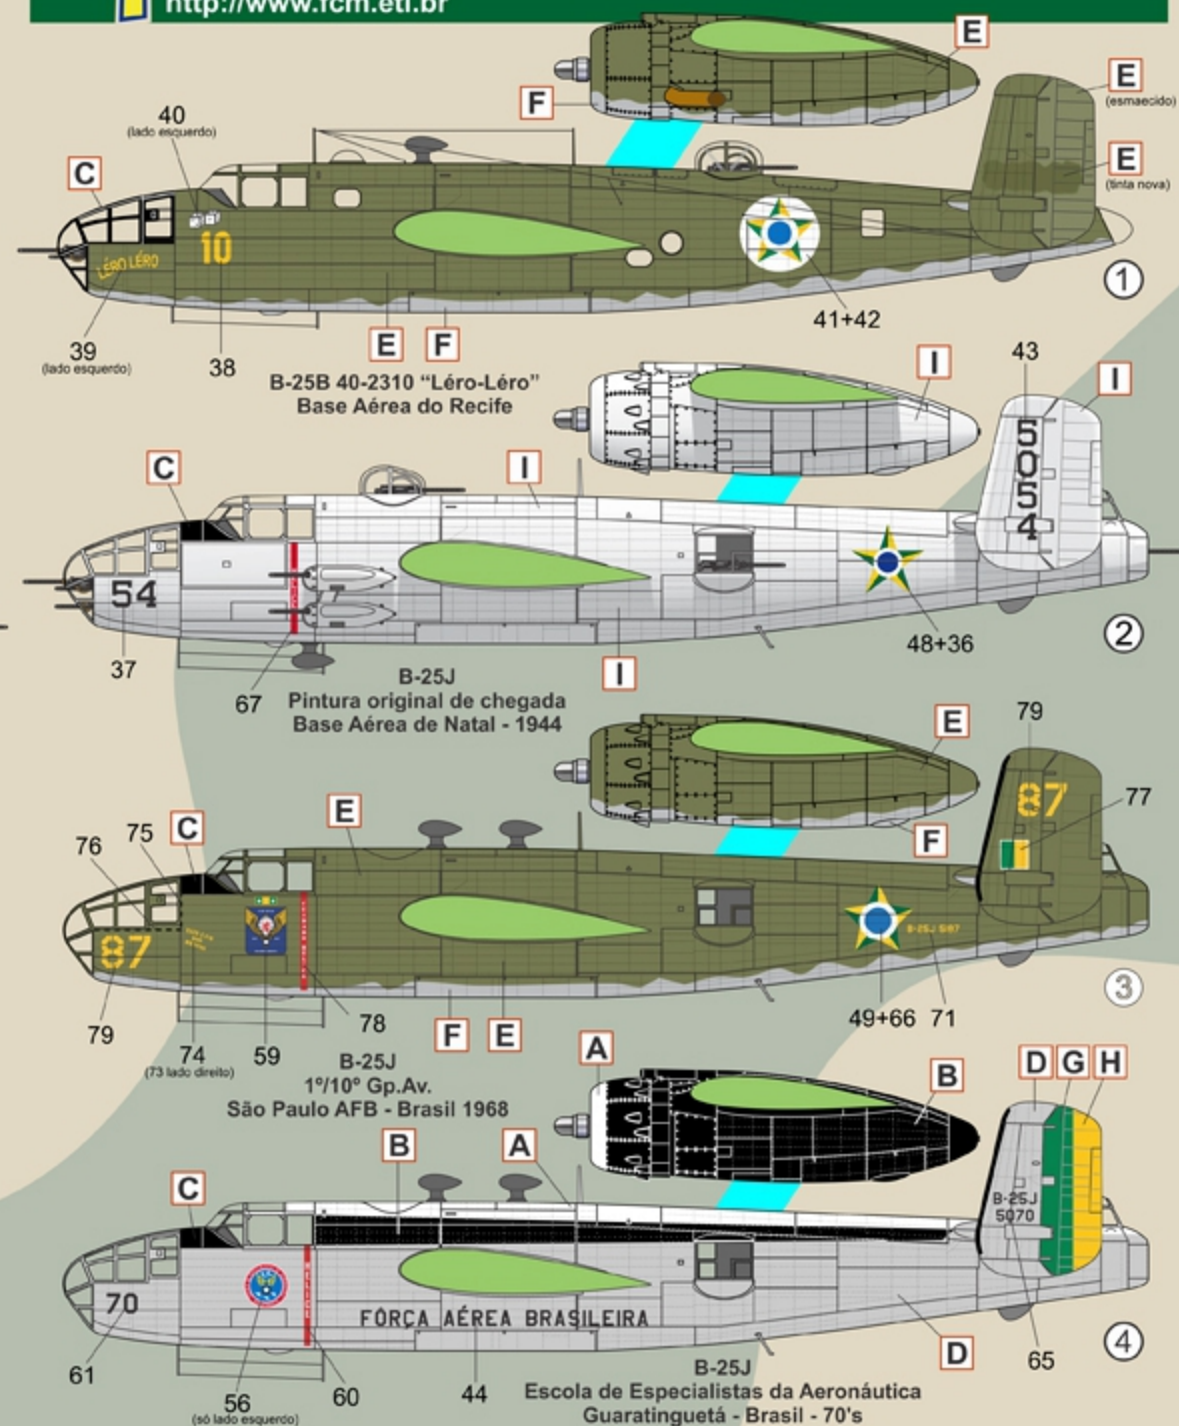 http://www.fcm.eti.br
E
F
E
(esmaecido)
40
(lado esquerdo)
C
E
(tinta nova)
10
LÉRO LÉRO
1
41+42
39
(lado esquerdo)
38
E
F
B-25B 40-2310 “Léro-Léro”
Base Aérea do Recife
I
43
I
5054
C
I
54
37
67
48+36
2
I
B-25J
Pintura original de chegada
Base Aérea de Natal - 1944
E
79
87
77
E
75
C
76
F
87
B-25J 5187
3
79
74
(73 lado direito)
59
78
F
E
49+66
71
B-25J
1º/10º Gp.Av.
São Paulo AFB - Brasil 1968
A
B
D
G
H
B
A
C
B-25J
5070
70
FÔRÇA AÉREA BRASILEIRA
4
61
56
(só lado esquerdo)
60
44
D
65
B-25J
Escola de Especialistas da Aeronáutica
Guaratinguetá - Brasil - 70's